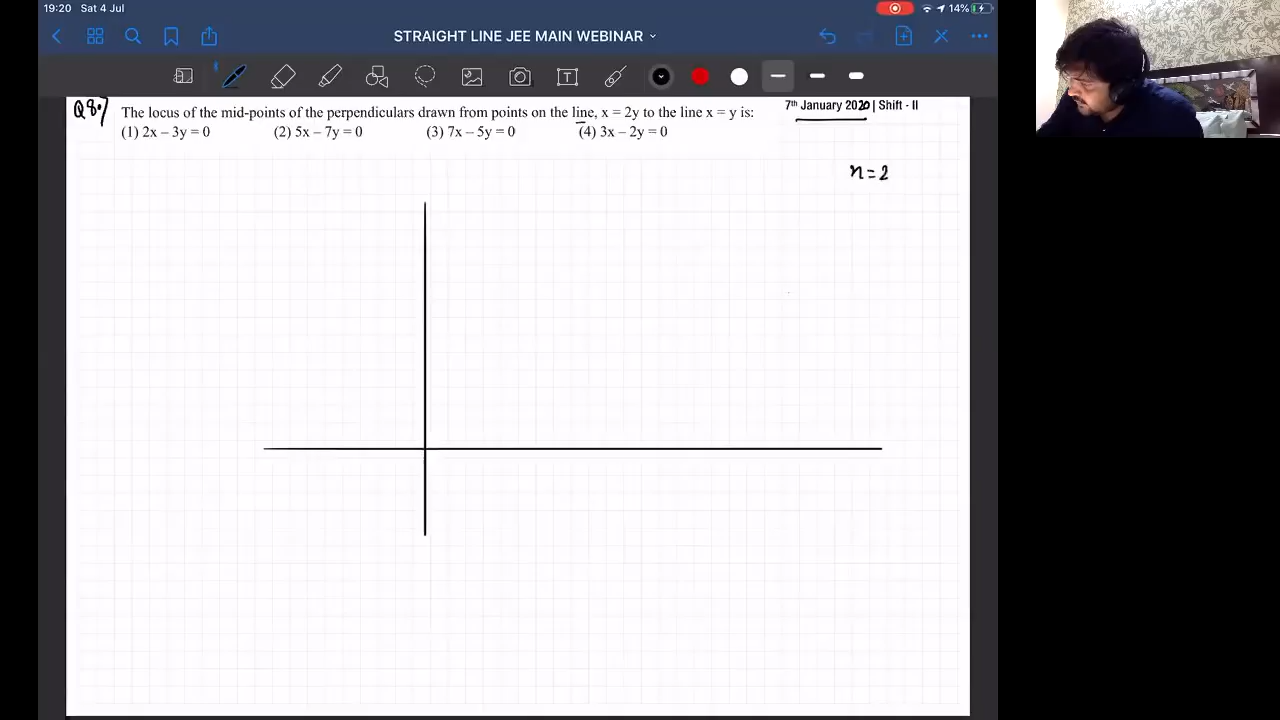 19:20 Sat 4 Jul
14%
STRAIGHT LINE JEE MAIN WEBINAR
Q8.
The locus of the mid-points of the perpendiculars drawn from points on the line, x = 2y to the line x = y is:
7th January 2020 | Shift - II
(1) 2x – 3y = 0 (2) 5x – 7y = 0 (3) 7x – 5y = 0 (4) 3x – 2y = 0
x = 2